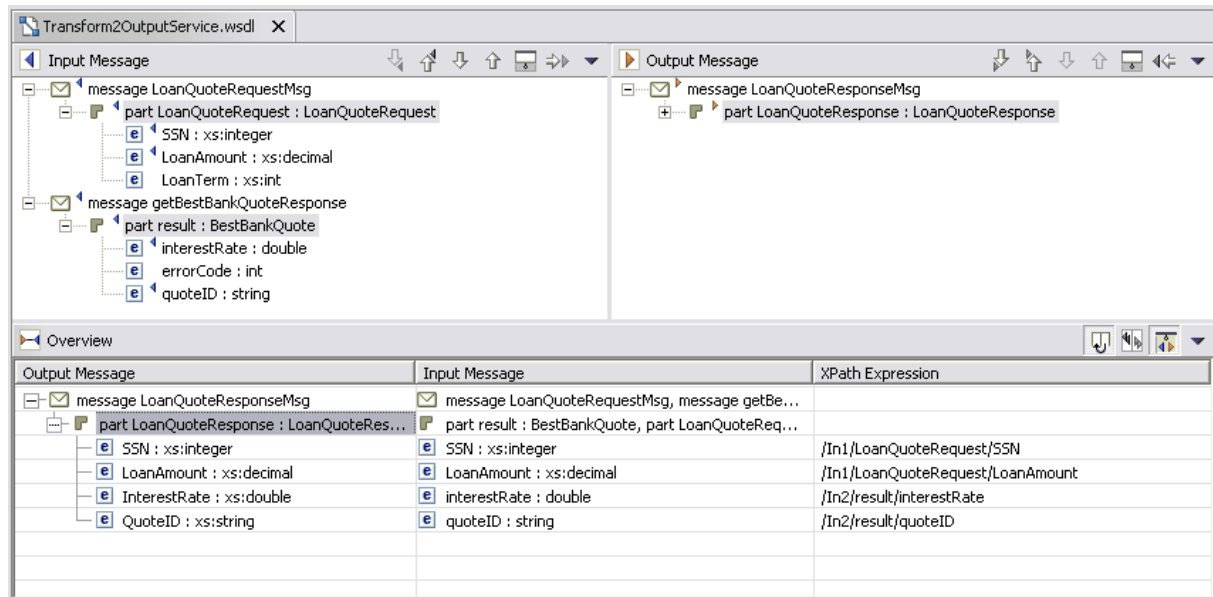 Transform2OutputService.wsdl
Input Message
message LoanQuoteRequestMsg
part LoanQuoteRequest : LoanQuoteRequest
SSN : xs:integer
LoanAmount : xs:decimal
LoanTerm : xs:int
message getBestBankQuoteResponse
part result : BestBankQuote
interestRate : double
errorCode : int
quoteID : string
Output Message
message LoanQuoteResponseMsg
part LoanQuoteResponse : LoanQuoteResponse
Overview
Output Message Input Message XPath Expression
message LoanQuoteResponseMsg message LoanQuoteRequestMsg, message getBe...
part LoanQuoteResponse : LoanQuoteRes... part result : BestBankQuote, part LoanQuoteReq...
SSN : xs:integer SSN : xs:integer /In1/LoanQuoteRequest/SSN
LoanAmount : xs:decimal LoanAmount : xs:decimal /In1/LoanQuoteRequest/LoanAmount
InterestRate : xs:double interestRate : double /In2/result/interestRate
QuoteID : xs:string quoteID : string /In2/result/quoteID